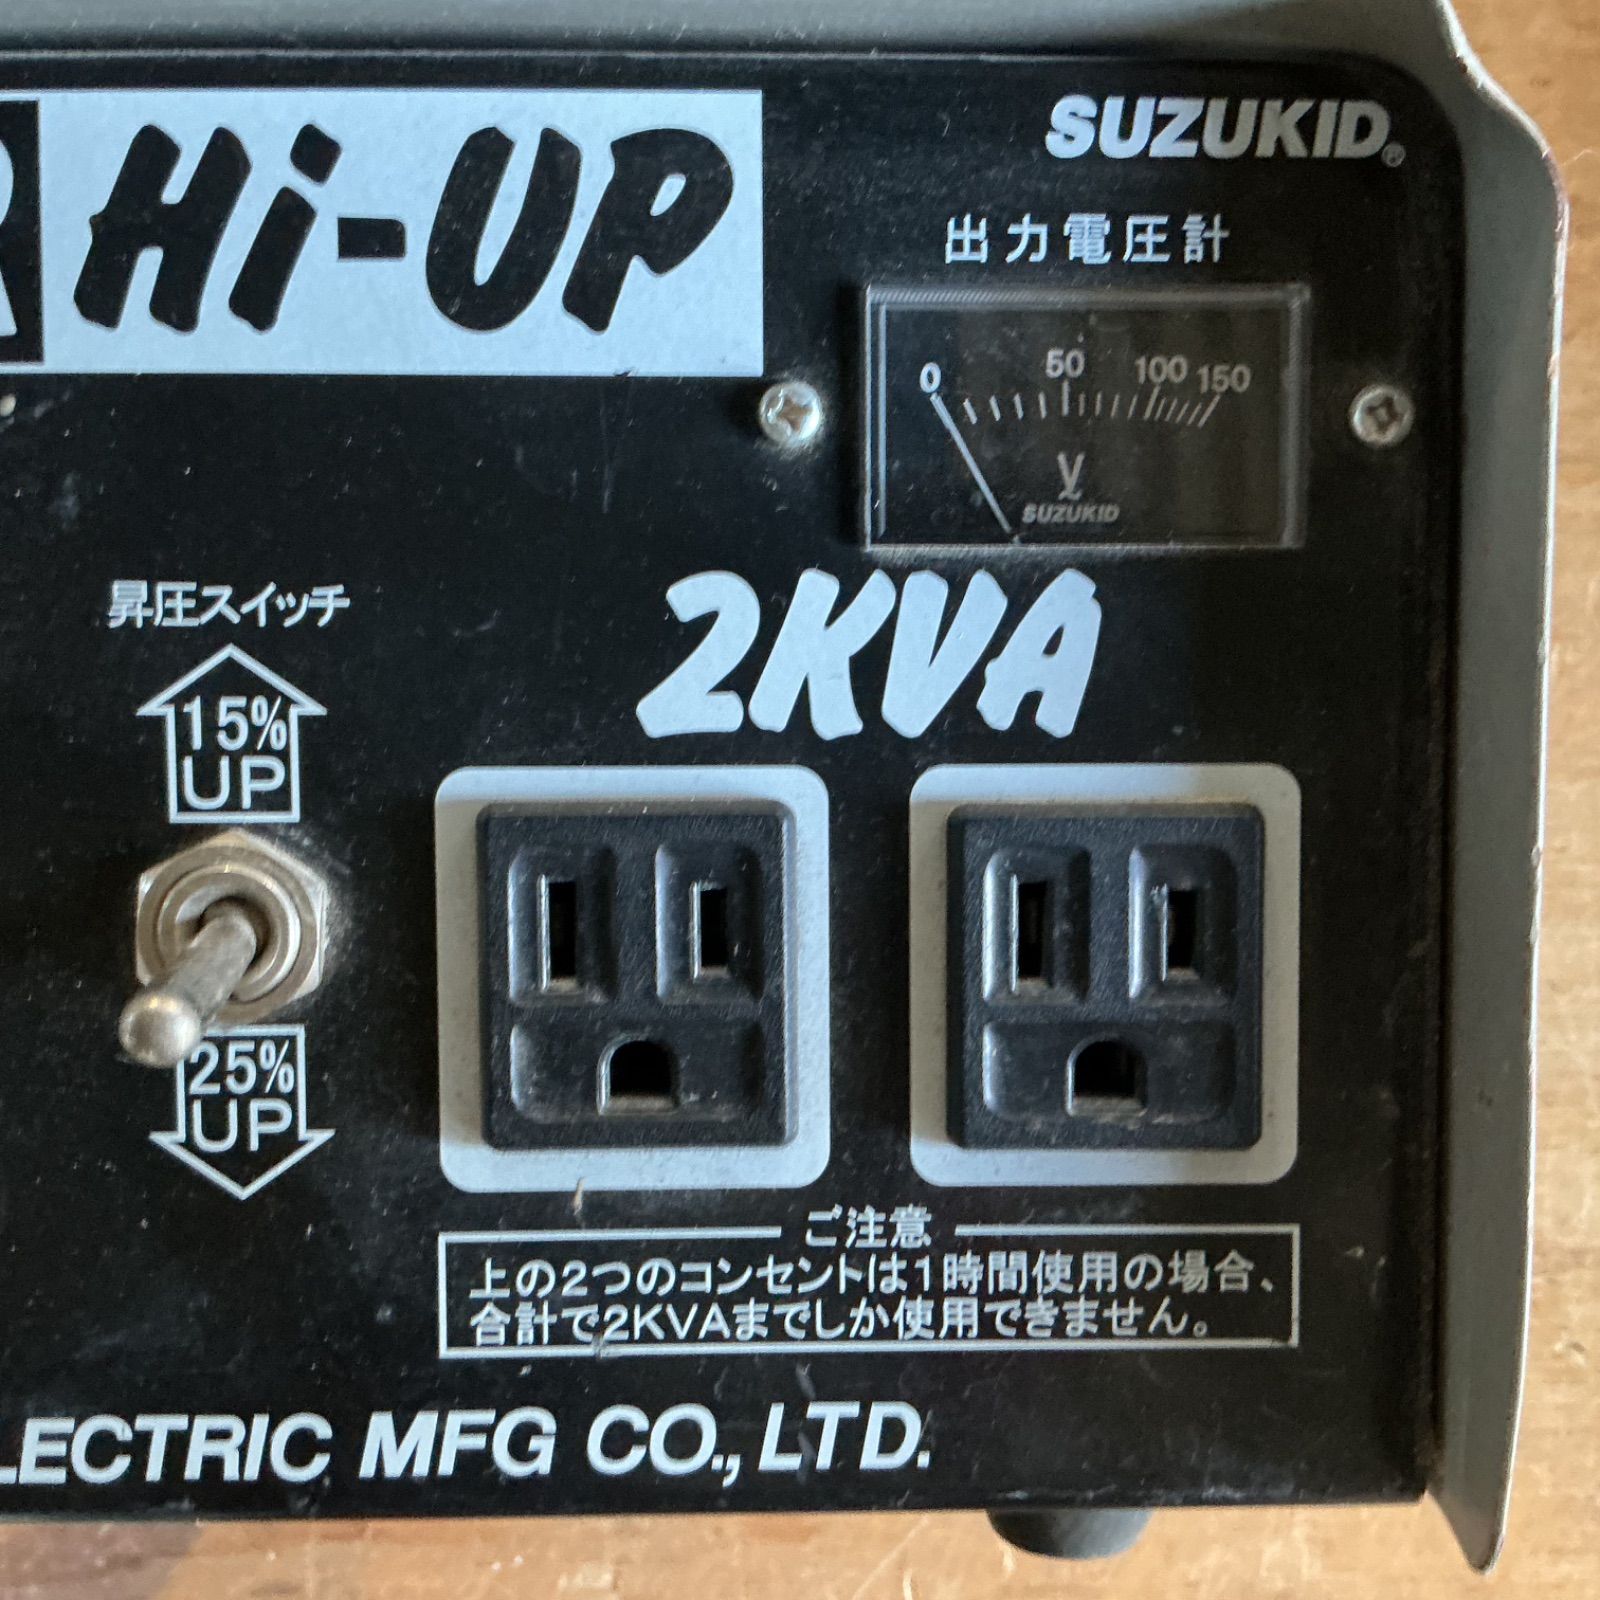 R Hi-UP
SUZUKID®
出力電圧計
0 50 100 150
V
SUZUKID
2KVA
昇圧スイッチ
15%
UP
25%
UP
ご注意
上の2つのコンセントは1時間使用の場合、
合計で2KVAまでしか使用できません。
LECTRIC MFG CO., LTD.